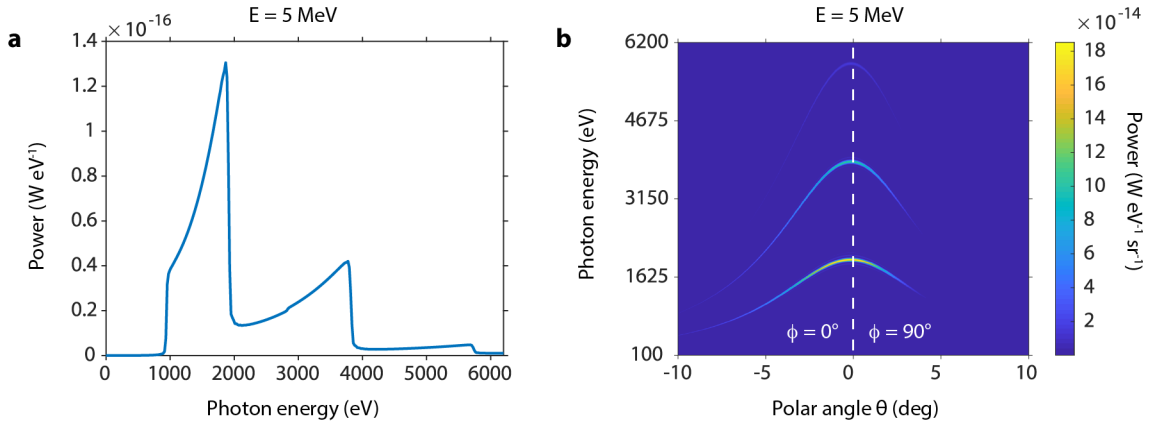 a
E = 5 MeV
× 10⁻¹⁶
1.4
1.2
1
0.8
0.6
0.4
0.2
0
Power (W eV⁻¹)
0 1000 2000 3000 4000 5000 6000
Photon energy (eV)
b
E = 5 MeV
6200
4675
3150
1625
100
Photon energy (eV)
ϕ = 0° ϕ = 90°
-10 -5 0 5 10
Polar angle θ (deg)
× 10⁻¹⁴
18
16
14
12
10
8
6
4
2
Power (W eV⁻¹ sr⁻¹)